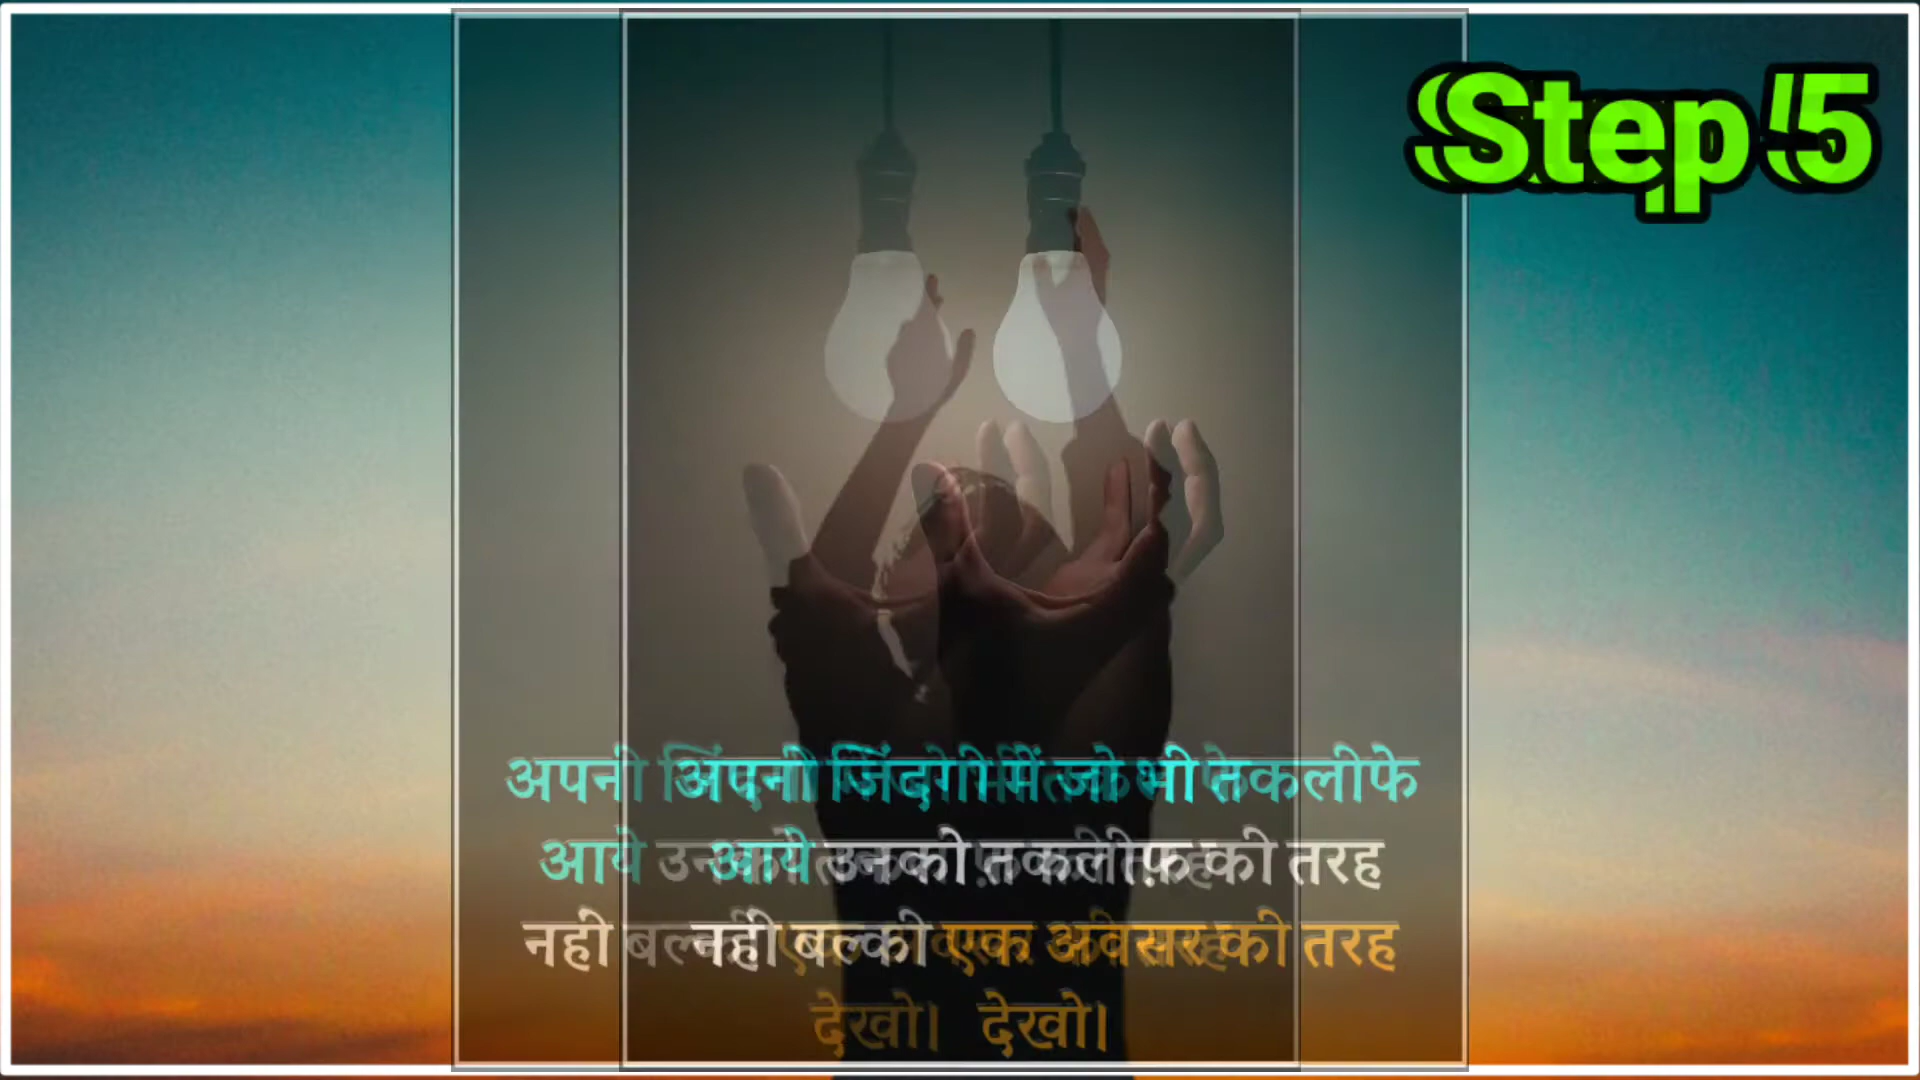 Step 5
अपनी जिंदगी में जो भी तकलीफे
आये उनको तकलीफ़ की तरह
नही बल्की एक अवसर की तरह
देखो।